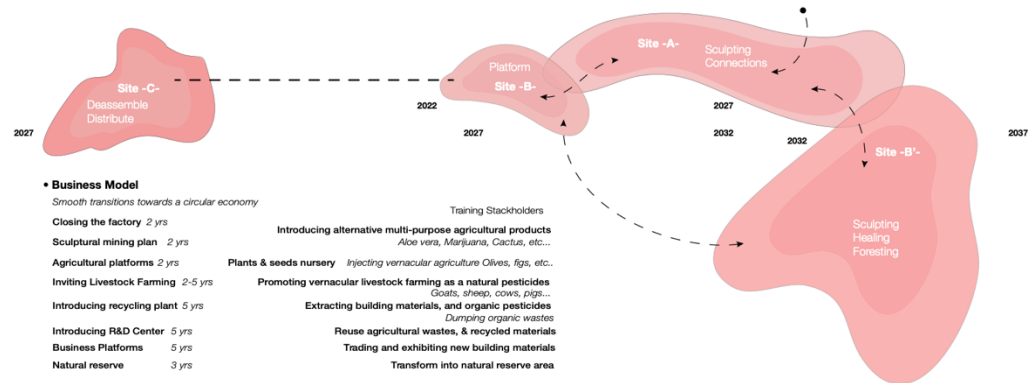 Site -C-
Deassemble
Distribute
Platform
Site -B-
Site -A-
Sculpting
Connections
2027
2022
2027
2027
2032
2032
2037
Site -B'-
Sculpting
Healing
Foresting
• Business Model
Smooth transitions towards a circular economy
Closing the factory 2 yrs
Sculptural mining plan 2 yrs
Agricultural platforms 2 yrs
Inviting Livestock Farming 2-5 yrs
Introducing recycling plant 5 yrs
Introducing R&D Center 5 yrs
Business Platforms 5 yrs
Natural reserve 3 yrs
Training Stackholders
Introducing alternative multi-purpose agricultural products
Aloe vera, Marijuana, Cactus, etc...
Plants & seeds nursery Injecting vernacular agriculture Olives, figs, etc..
Promoting vernacular livestock farming as a natural pesticides
Goats, sheep, cows, pigs...
Extracting building materials, and organic pesticides
Dumping organic wastes
Reuse agricultural wastes, & recycled materials
Trading and exhibiting new building materials
Transform into natural reserve area